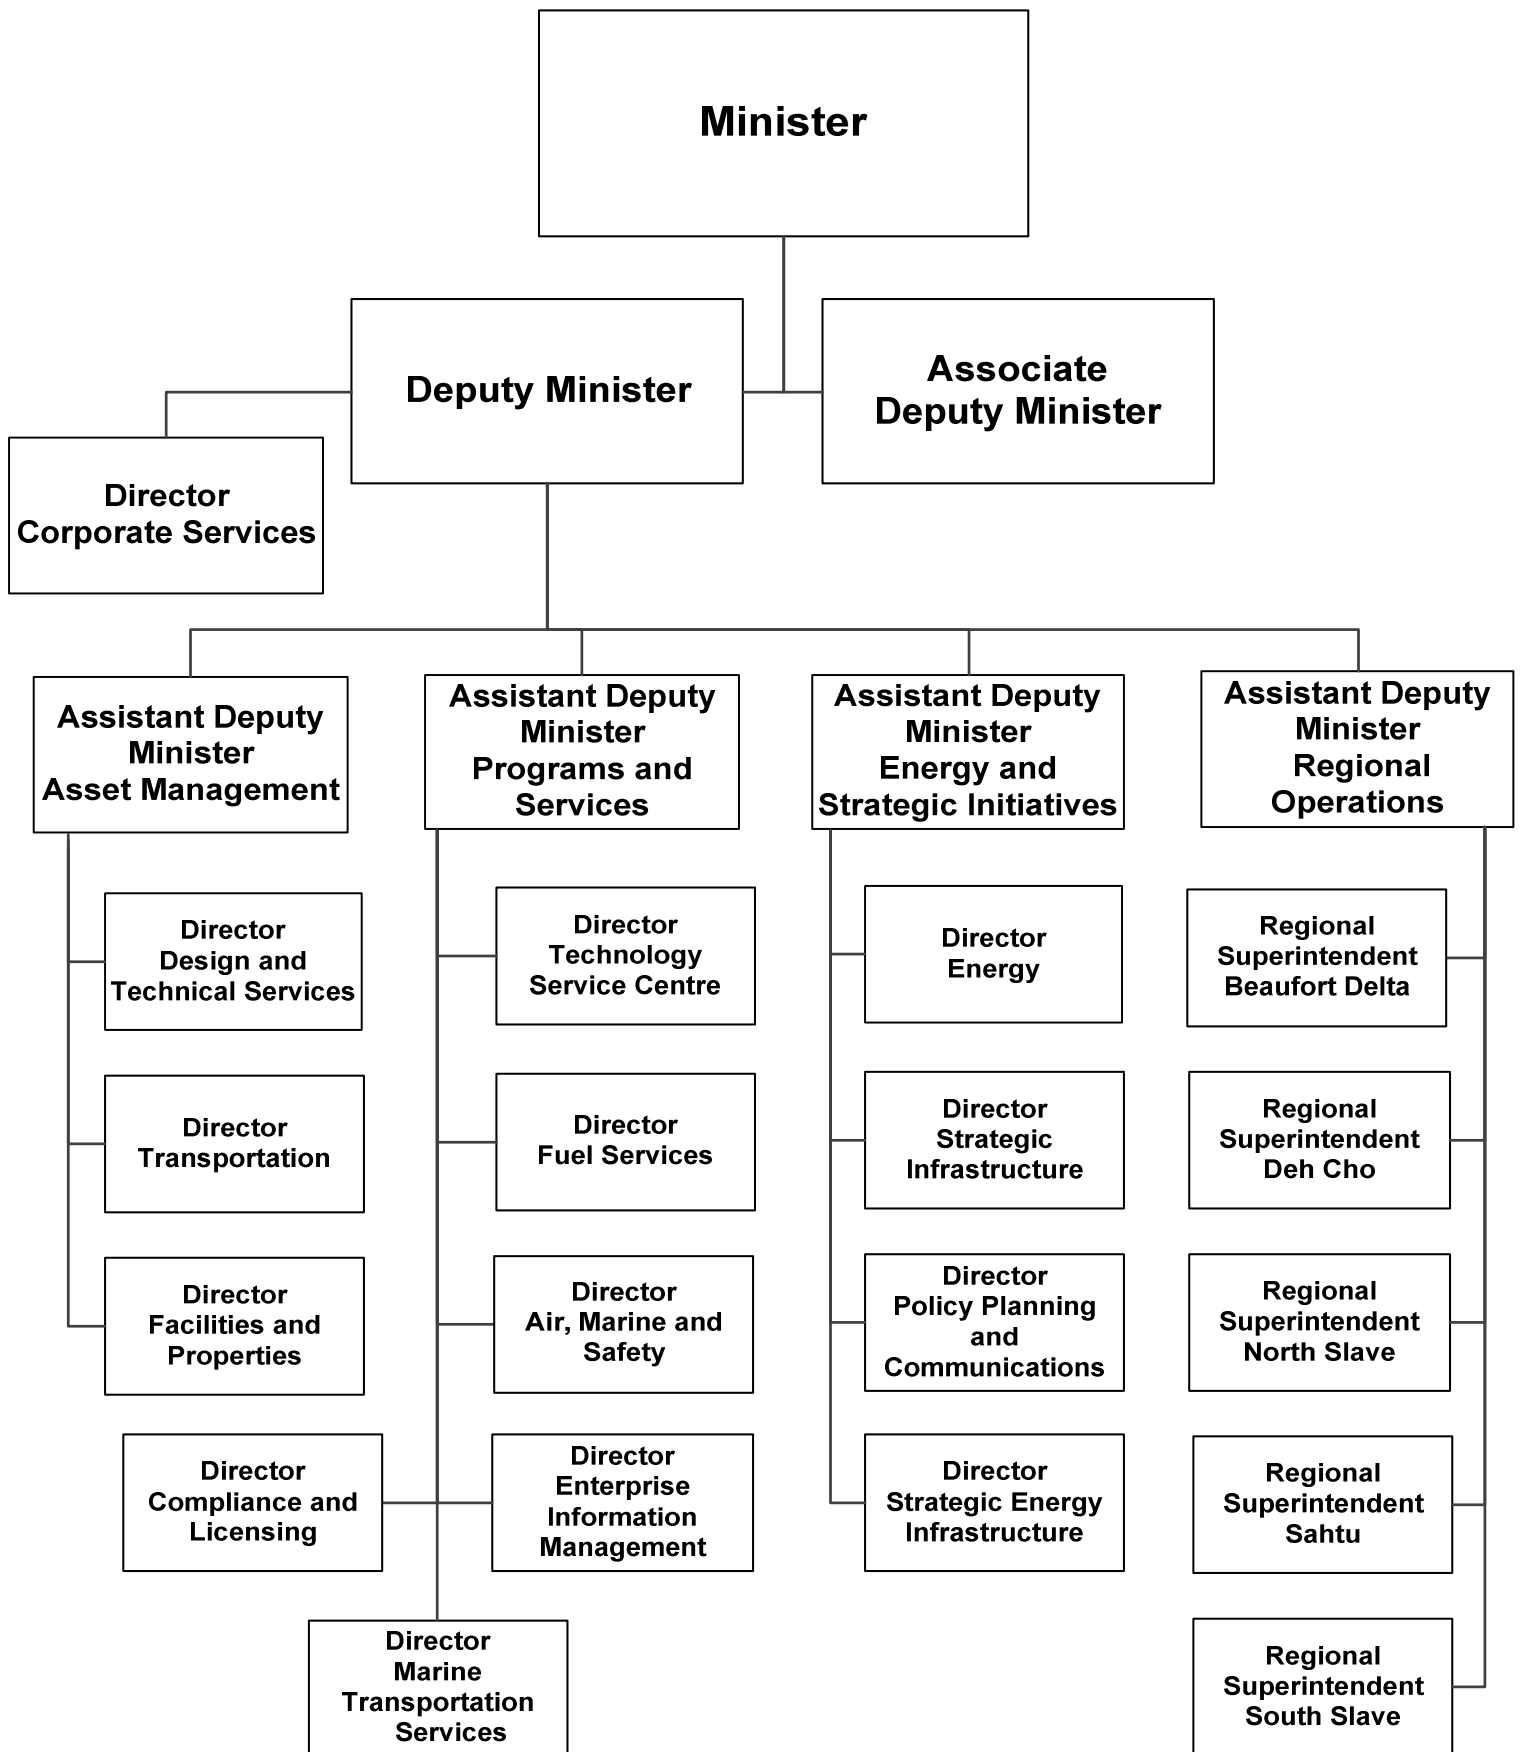 Minister
Deputy Minister
Associate
Deputy Minister
Director
Corporate Services
Assistant Deputy
Minister
Asset Management
Assistant Deputy
Minister
Programs and
Services
Assistant Deputy
Minister
Energy and
Strategic Initiatives
Assistant Deputy
Minister
Regional
Operations
Director
Design and
Technical Services
Director
Technology
Service Centre
Director
Energy
Regional
Superintendent
Beaufort Delta
Director
Transportation
Director
Fuel Services
Director
Strategic
Infrastructure
Regional
Superintendent
Deh Cho
Director
Facilities and
Properties
Director
Air, Marine and
Safety
Director
Policy Planning
and
Communications
Regional
Superintendent
North Slave
Director
Compliance and
Licensing
Director
Enterprise
Information
Management
Director
Strategic Energy
Infrastructure
Regional
Superintendent
Sahtu
Director
Marine
Transportation
Services
Regional
Superintendent
South Slave